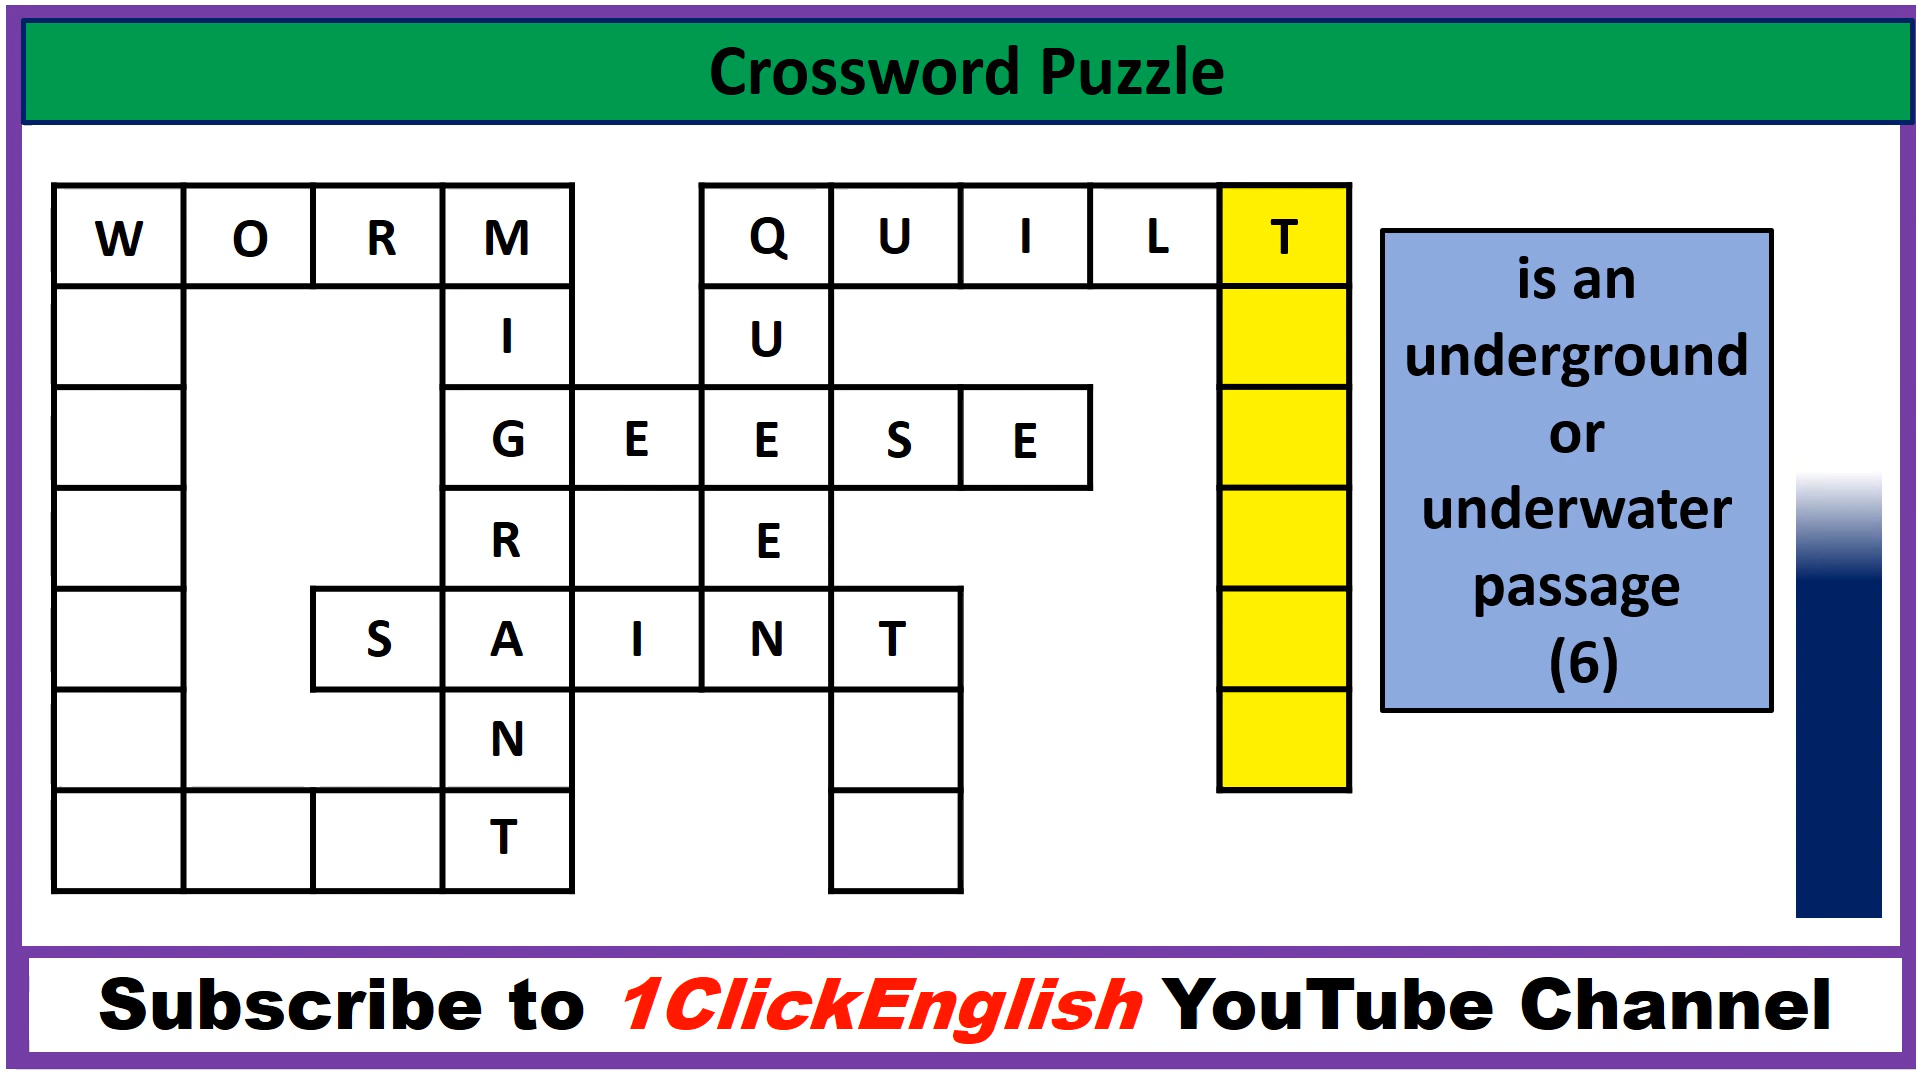 Crossword Puzzle
W O R M Q U I L T
I U
G E E S E
R E
S A I N T
N
T
is an
underground
or
underwater
passage
(6)
Subscribe to 1ClickEnglish YouTube Channel